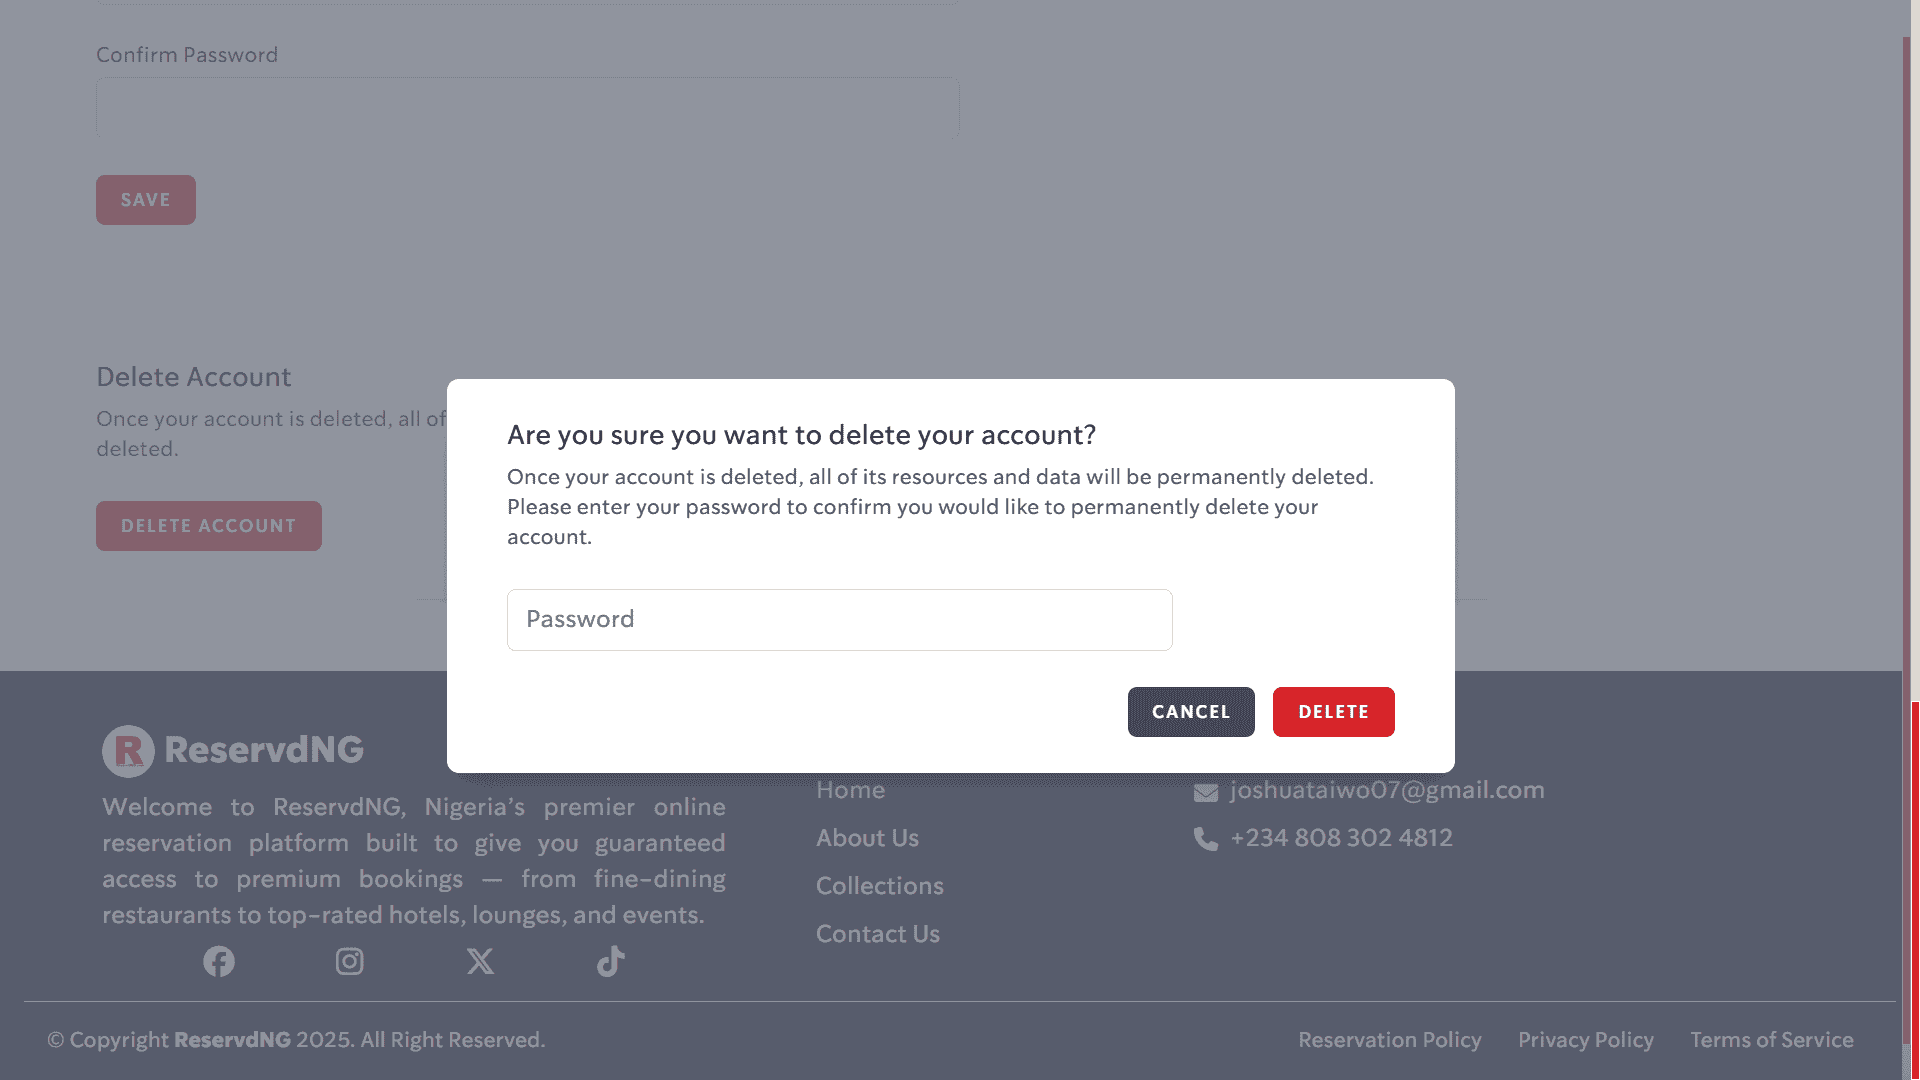 Confirm Password
SAVE
Delete Account
Once your account is deleted, all of
deleted.
DELETE ACCOUNT
Are you sure you want to delete your account?
Once your account is deleted, all of its resources and data will be permanently deleted.
Please enter your password to confirm you would like to permanently delete your
account.
Password
CANCEL
DELETE
R ReservdNG
Welcome to ReservdNG, Nigeria’s premier online
reservation platform built to give you guaranteed
access to premium bookings — from fine-dining
restaurants to top-rated hotels, lounges, and events.
Home
About Us
Collections
Contact Us
joshuataiwo07@gmail.com
+234 808 302 4812
© Copyright ReservdNG 2025. All Right Reserved.
Reservation Policy
Privacy Policy
Terms of Service